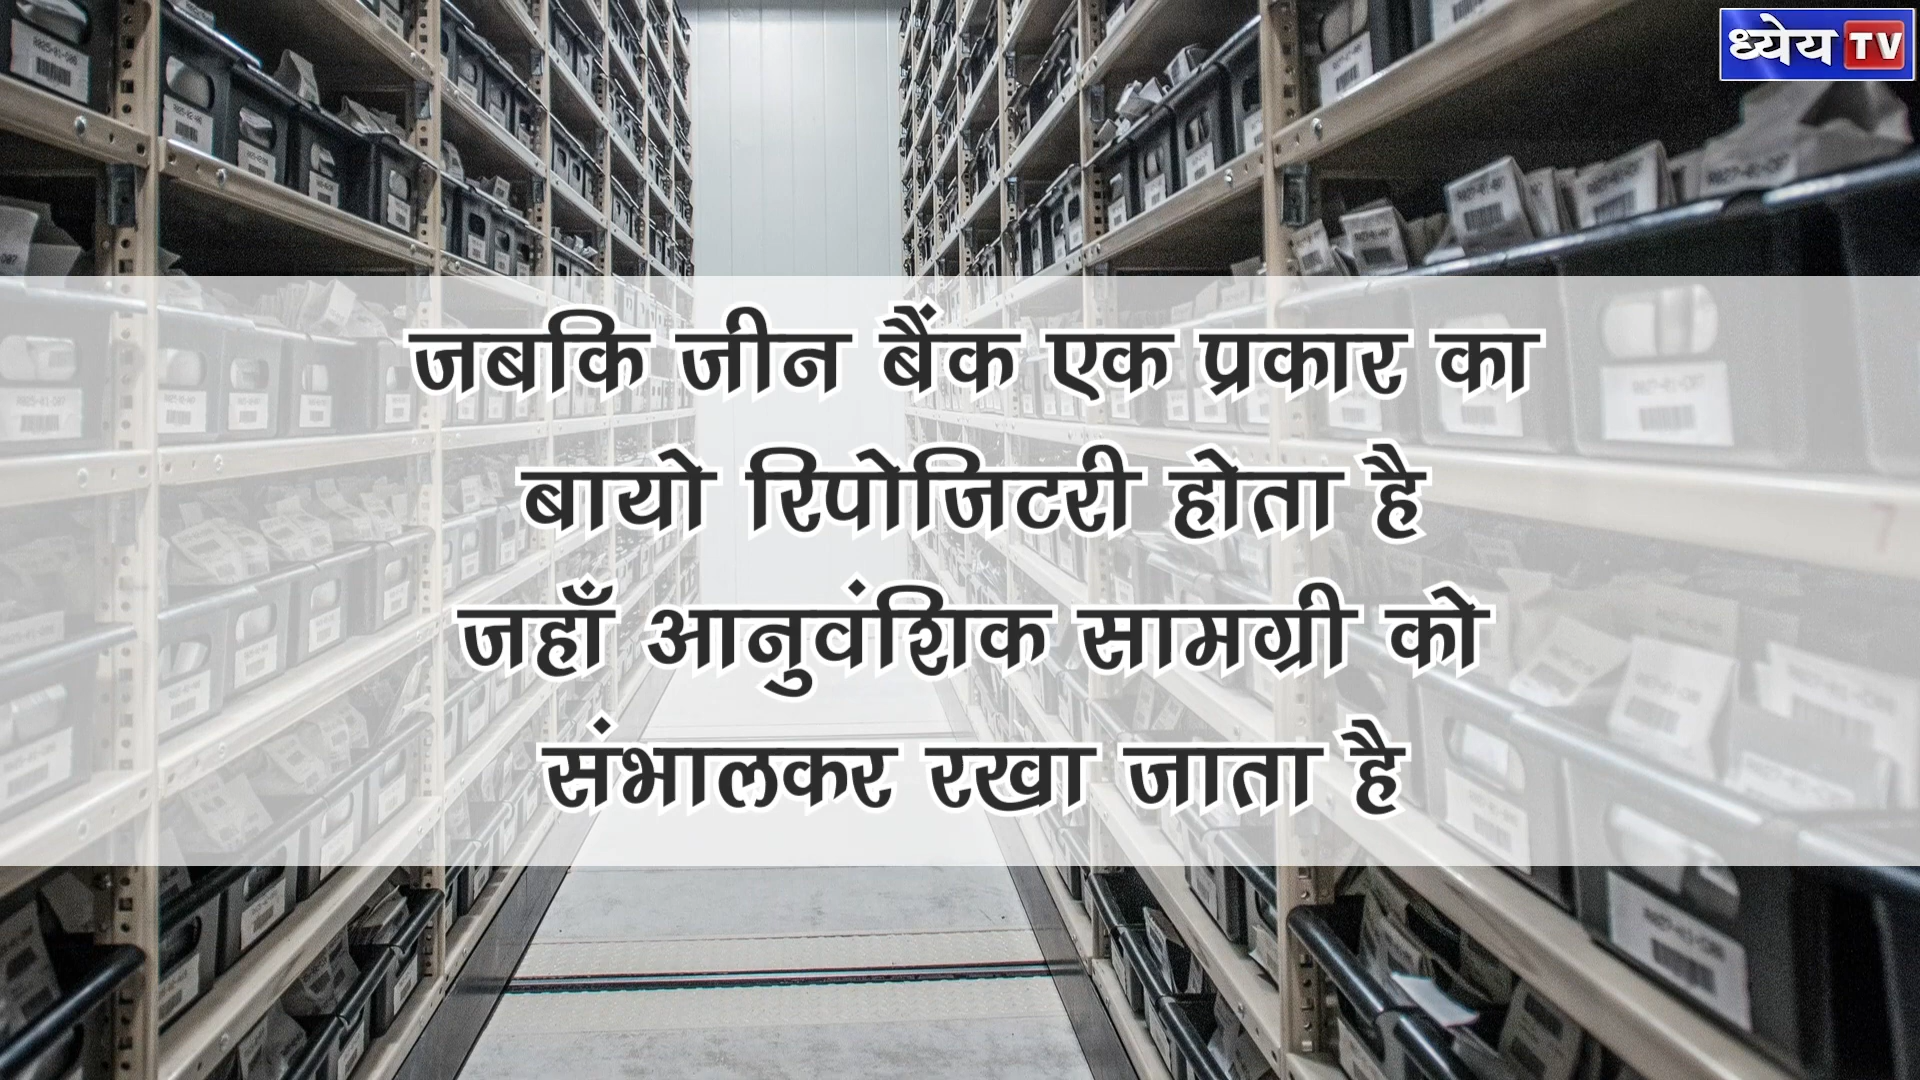 ध्येय TV
जबकि जीन बैंक एक प्रकार का
बायो रिपोजिटरी होता है
जहाँ आनुवंशिक सामग्री को
संभालकर रखा जाता है